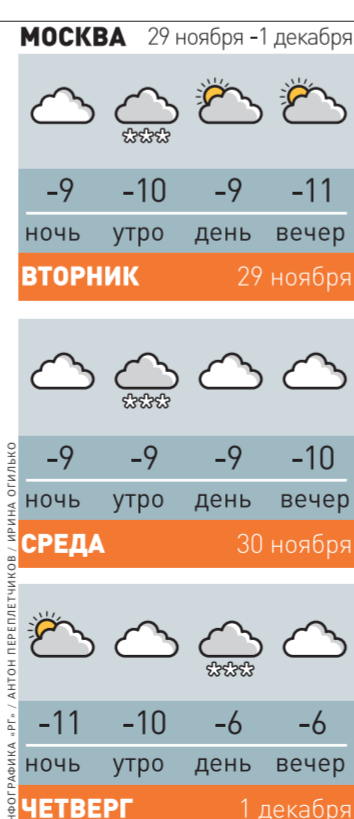 МОСКВА 29 ноября -1 декабря
-9 -10 -9 -11
ночь утро день вечер
ВТОРНИК 29 ноября
-9 -9 -9 -10
ночь утро день вечер
СРЕДА 30 ноября
-11 -10 -6 -6
ночь утро день вечер
ЧЕТВЕРГ 1 декабря
НФОГРАФИКА «РГ» / АНТОН ПЕРЕПЛЕТЧИКОВ / ИРИНА ОГИЛЬКО